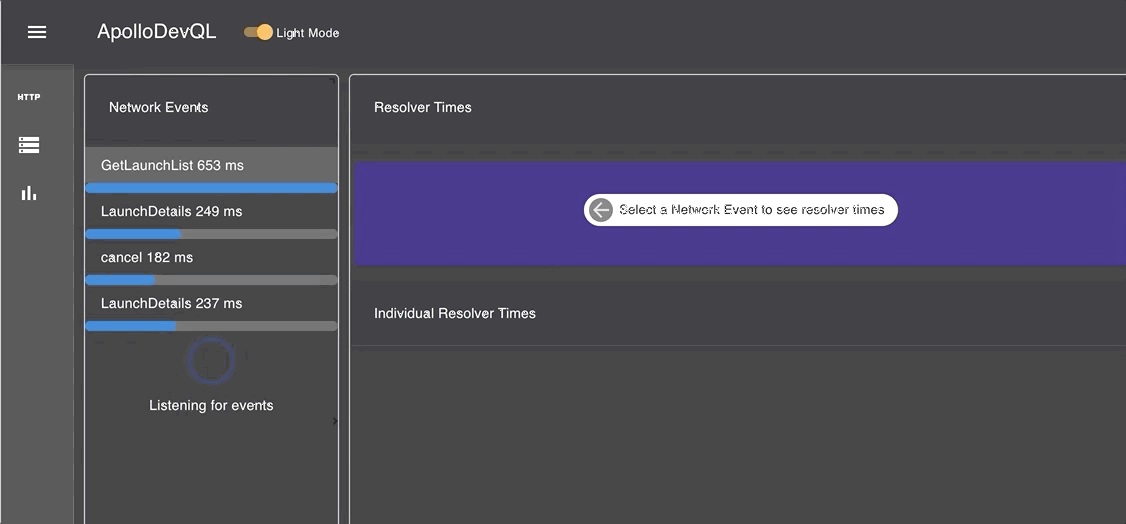 ApolloDevQL
Light Mode
HTTP
Network Events
GetLaunchList 653 ms
LaunchDetails 249 ms
cancel 182 ms
LaunchDetails 237 ms
Listening for events
Resolver Times
Select a Network Event to see resolver times
Individual Resolver Times